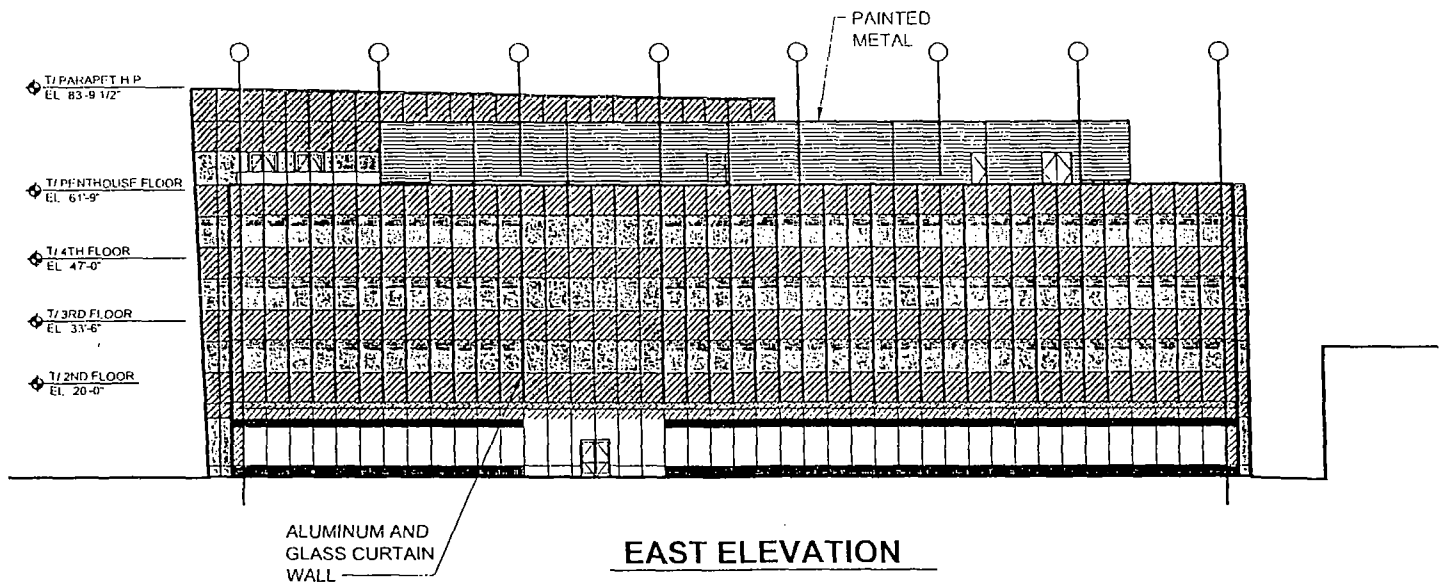 PAINTED
METAL
T/ PARAPET H.P.
EL 83'-9 1/2"
T/ PENTHOUSE FLOOR
EL 61'-9"
T/ 4TH FLOOR
EL 47'-0"
T/ 3RD FLOOR
EL 33'-6"
T/ 2ND FLOOR
EL 20'-0"
ALUMINUM AND
GLASS CURTAIN
WALL
EAST ELEVATION